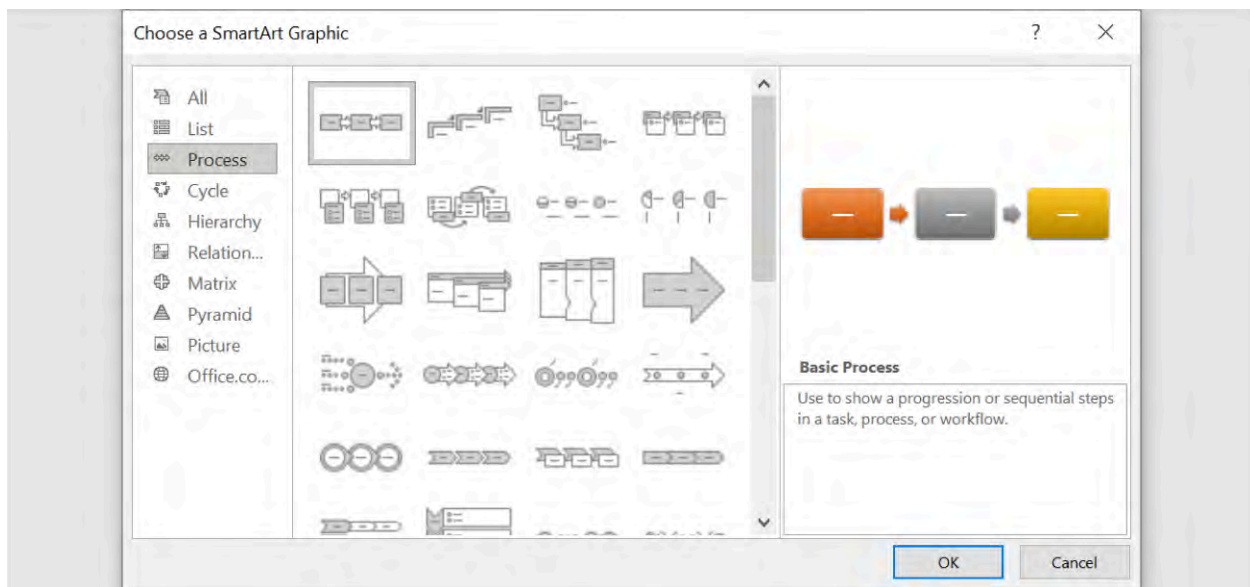 Choose a SmartArt Graphic
?
All
List
Process
Cycle
Hierarchy
Relation...
Matrix
Pyramid
Picture
Office.co...
Basic Process
Use to show a progression or sequential steps
in a task, process, or workflow.
OK
Cancel